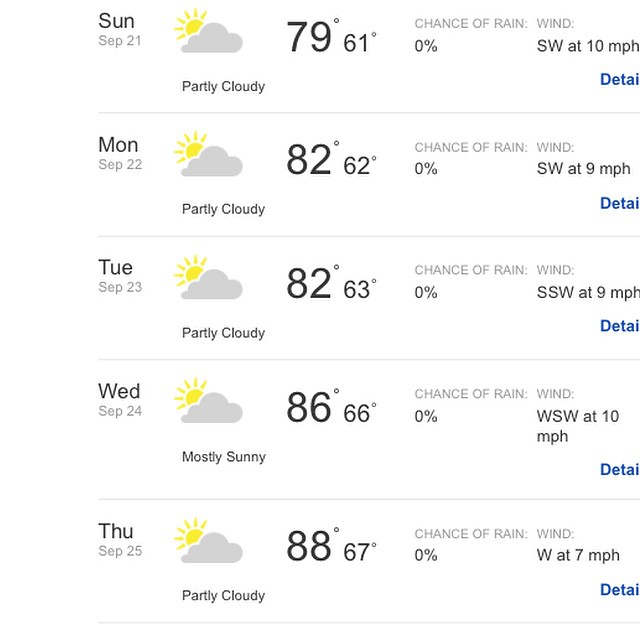 Sun
Sep 21
Partly Cloudy
79° 61°
CHANCE OF RAIN:
0%
WIND:
SW at 10 mph
Detai
Mon
Sep 22
Partly Cloudy
82° 62°
CHANCE OF RAIN:
0%
WIND:
SW at 9 mph
Detai
Tue
Sep 23
Partly Cloudy
82° 63°
CHANCE OF RAIN:
0%
WIND:
SSW at 9 mph
Detai
Wed
Sep 24
Mostly Sunny
86° 66°
CHANCE OF RAIN:
0%
WIND:
WSW at 10
mph
Detai
Thu
Sep 25
Partly Cloudy
88° 67°
CHANCE OF RAIN:
0%
WIND:
W at 7 mph
Detai